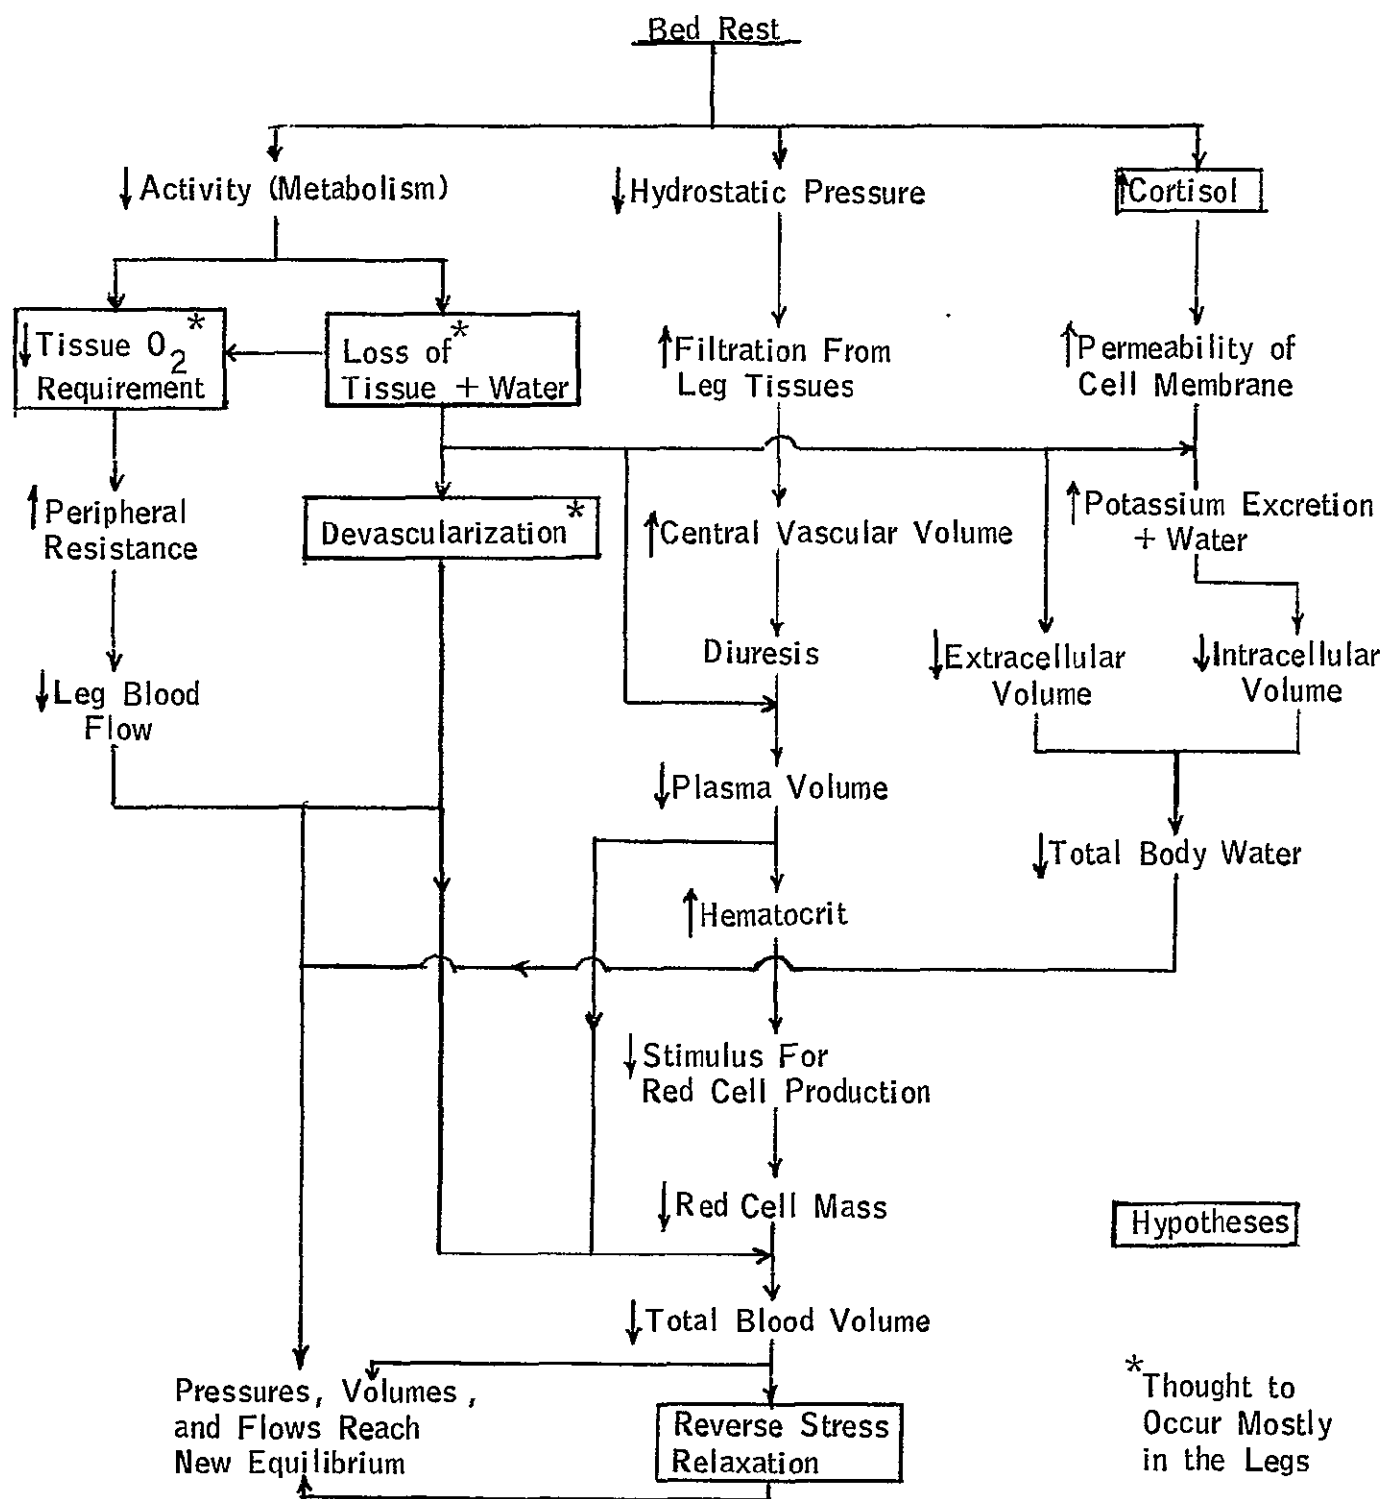 Bed Rest
↓ Activity (Metabolism)
↓ Hydrostatic Pressure
↑ Cortisol
↓ Tissue O2 *
Requirement
Loss of *
Tissue + Water
↑ Filtration From
Leg Tissues
↑ Permeability of
Cell Membrane
↑ Peripheral
Resistance
Devascularization *
↑ Central Vascular Volume
↑ Potassium Excretion
+ Water
↓ Leg Blood
Flow
Diuresis
↓ Extracellular
Volume
↓ Intracellular
Volume
↓ Plasma Volume
↓ Total Body Water
↑ Hematocrit
↓ Stimulus For
Red Cell Production
↓ Red Cell Mass
Hypotheses
↓ Total Blood Volume
Pressures, Volumes,
and Flows Reach
New Equilibrium
Reverse Stress
Relaxation
* Thought to
Occur Mostly
in the Legs